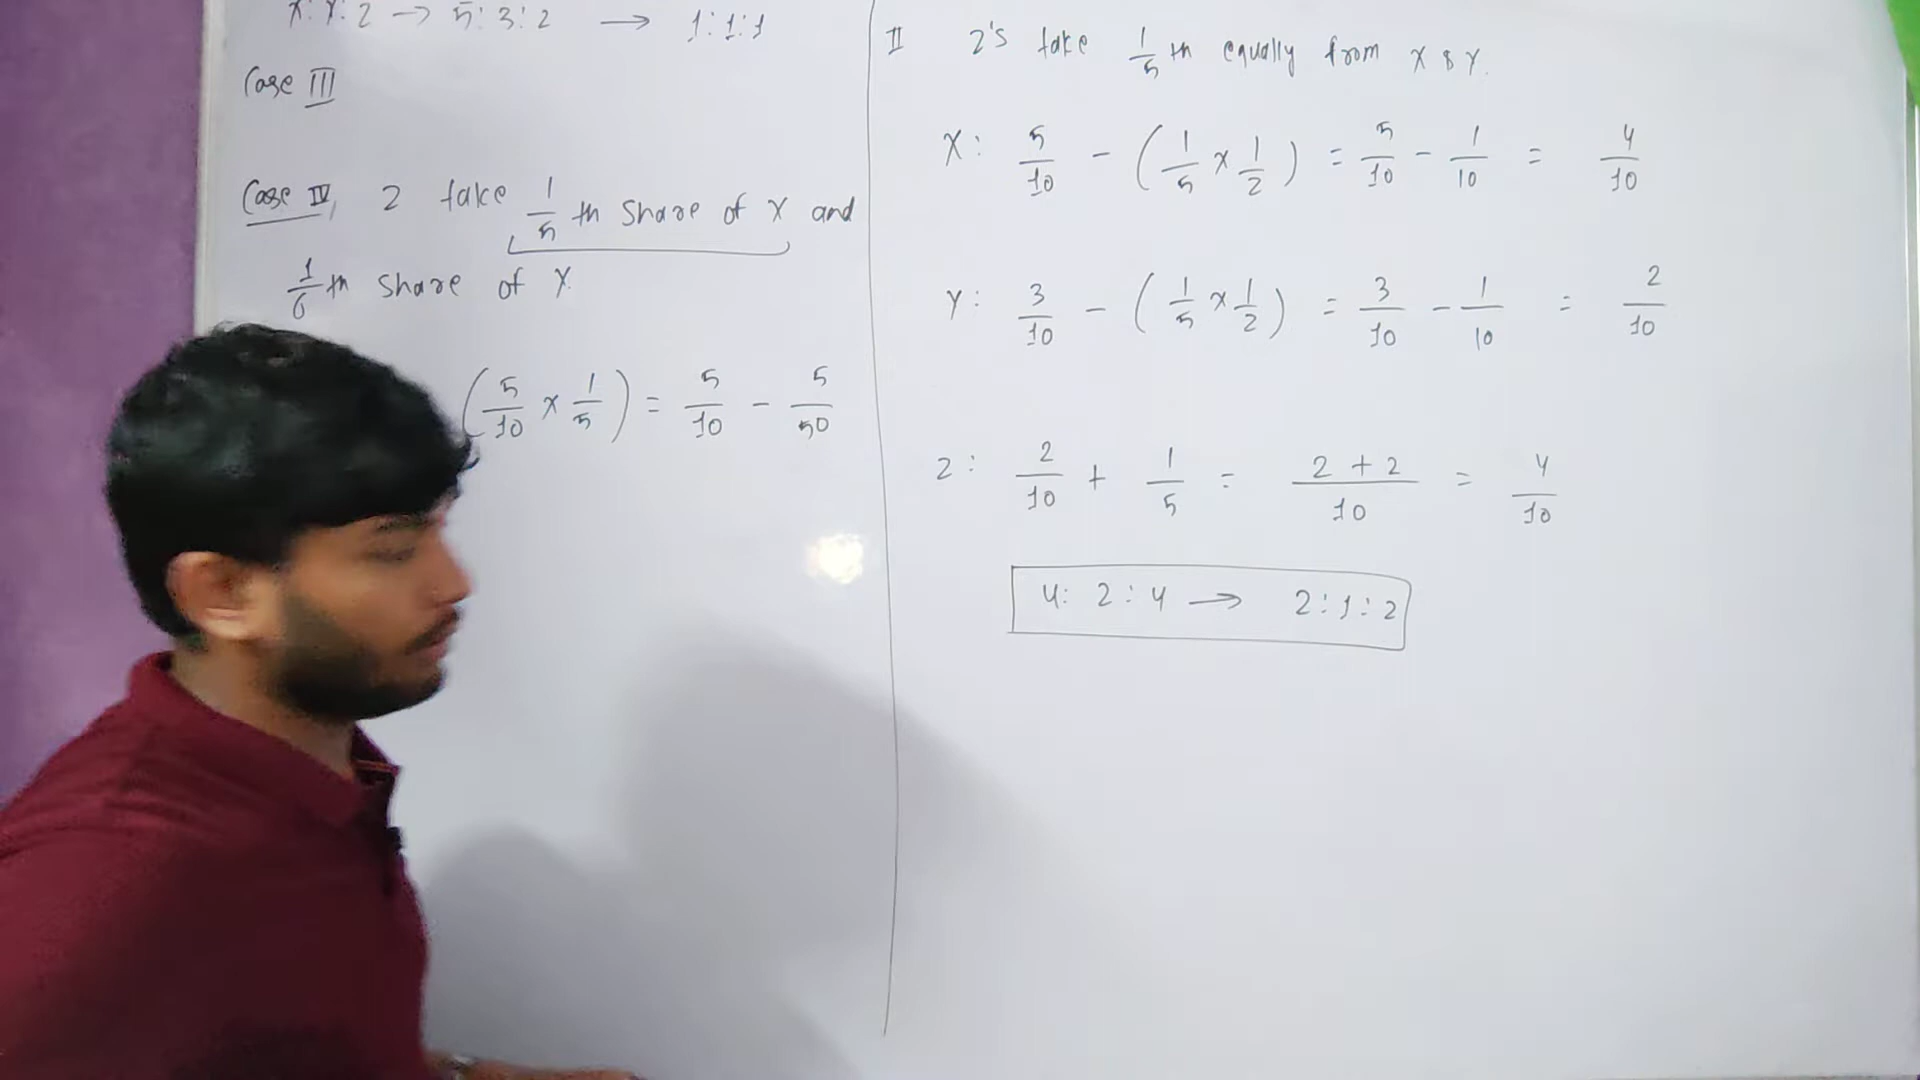 X: Y: 2 → 5: 3: 2 → 1:1:1
Case III
Case IV, 2 take 1/5 th share of X and
1/6 th share of Y.
(5/10 × 1/5) = 5/10 - 5/50
II 2's take 1/5 th equally from X & Y.
X: 5/10 - (1/5 × 1/2) = 5/10 - 1/10 = 4/10
Y: 3/10 - (1/5 × 1/2) = 3/10 - 1/10 = 2/10
2: 2/10 + 1/5 = 2 + 2/10 = 4/10
4: 2: 4 → 2:1:2